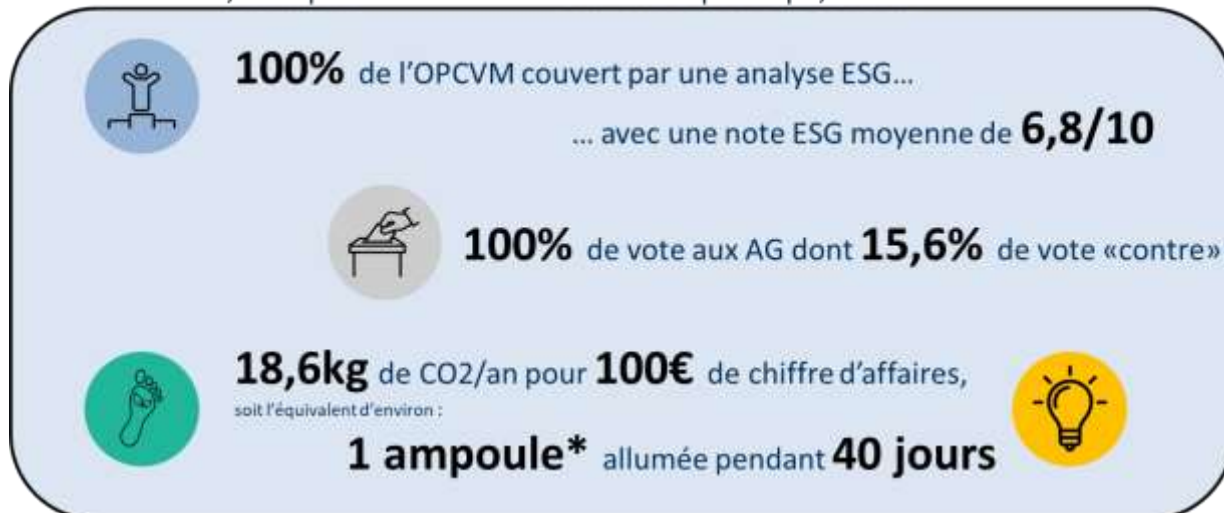 100% de l'OPCVM couvert par une analyse ESG...
... avec une note ESG moyenne de 6,8/10
100% de vote aux AG dont 15,6% de vote «contre»
18,6kg de CO2/an pour 100€ de chiffre d'affaires,
soit l'équivalent d'environ :
1 ampoule* allumée pendant 40 jours